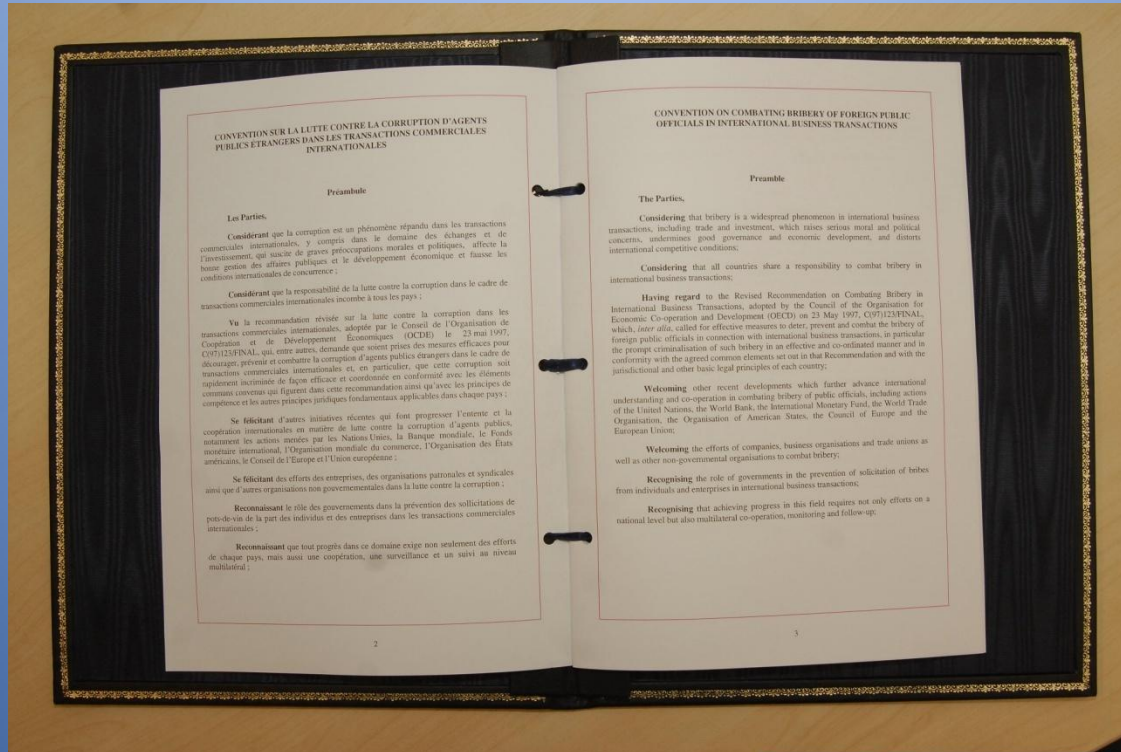 CONVENTION SUR LA LUTTE CONTRE LA CORRUPTION D'AGENTS
PUBLICS ÉTRANGERS DANS LES TRANSACTIONS COMMERCIALES
INTERNATIONALES
Préambule
Les Parties,
Considérant que la corruption est un phénomène répandu dans les transactions
commerciales internationales, y compris dans le domaine des échanges et de
l'investissement, qui suscite de graves préoccupations morales et politiques, affecte la
bonne gestion des affaires publiques et le développement économique et fausse les
conditions internationales de concurrence ;
Considérant que la responsabilité de la lutte contre la corruption dans le cadre de
transactions commerciales internationales incombe à tous les pays ;
Vu la recommandation révisée sur la lutte contre la corruption dans les
transactions commerciales internationales, adoptée par le Conseil de l'Organisation de
Coopération et de Développement Économiques (OCDE) le 23 mai 1997,
C(97)123/FINAL, qui, entre autres, demande que soient prises des mesures efficaces pour
décourager, prévenir et combattre la corruption d'agents publics étrangers dans le cadre de
transactions commerciales internationales et, en particulier, que cette corruption soit
rapidement incriminée de façon efficace et coordonnée en conformité avec les éléments
communs convenus qui figurent dans cette recommandation ainsi qu'avec les principes de
compétence et les autres principes juridiques fondamentaux applicables dans chaque pays ;
Se félicitant d'autres initiatives récentes qui font progresser l'entente et la
coopération internationales en matière de lutte contre la corruption d'agents publics,
notamment les actions menées par les Nations Unies, la Banque mondiale, le Fonds
monétaire international, l'Organisation mondiale du commerce, l'Organisation des États
américains, le Conseil de l'Europe et l'Union européenne ;
Se félicitant des efforts des entreprises, des organisations patronales et syndicales
ainsi que d'autres organisations non gouvernementales dans la lutte contre la corruption ;
Reconnaissant le rôle des gouvernements dans la prévention des sollicitations de
pots-de-vin de la part des individus et des entreprises dans les transactions commerciales
internationales ;
Reconnaissant que tout progrès dans ce domaine exige non seulement des efforts
de chaque pays, mais aussi une coopération, une surveillance et un suivi au niveau
multilatéral ;
2
CONVENTION ON COMBATING BRIBERY OF FOREIGN PUBLIC
OFFICIALS IN INTERNATIONAL BUSINESS TRANSACTIONS
Preamble
The Parties,
Considering that bribery is a widespread phenomenon in international business
transactions, including trade and investment, which raises serious moral and political
concerns, undermines good governance and economic development, and distorts
international competitive conditions;
Considering that all countries share a responsibility to combat bribery in
international business transactions;
Having regard to the Revised Recommendation on Combating Bribery in
International Business Transactions, adopted by the Council of the Organisation for
Economic Co-operation and Development (OECD) on 23 May 1997, C(97)123/FINAL,
which, inter alia, called for effective measures to deter, prevent and combat the bribery of
foreign public officials in connection with international business transactions, in particular
the prompt criminalisation of such bribery in an effective and co-ordinated manner and in
conformity with the agreed common elements set out in that Recommendation and with the
jurisdictional and other basic legal principles of each country;
Welcoming other recent developments which further advance international
understanding and co-operation in combating bribery of public officials, including actions
of the United Nations, the World Bank, the International Monetary Fund, the World Trade
Organisation, the Organisation of American States, the Council of Europe and the
European Union;
Welcoming the efforts of companies, business organisations and trade unions as
well as other non-governmental organisations to combat bribery;
Recognising the role of governments in the prevention of solicitation of bribes
from individuals and enterprises in international business transactions;
Recognising that achieving progress in this field requires not only efforts on a
national level but also multilateral co-operation, monitoring and follow-up;
3